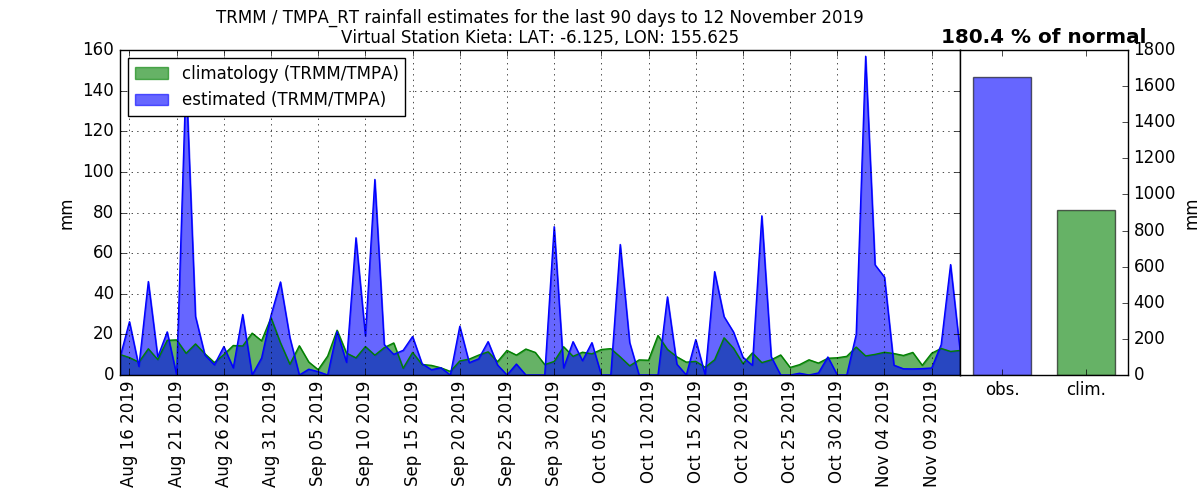 TRMM / TMPA_RT rainfall estimates for the last 90 days to 12 November 2019
Virtual Station Kieta: LAT: -6.125, LON: 155.625
180.4 % of normal
climatology (TRMM/TMPA)
estimated (TRMM/TMPA)
160
140
120
100
80
60
40
20
0
mm
1800
1600
1400
1200
1000
800
600
400
200
0
mm
Aug 16 2019
Aug 21 2019
Aug 26 2019
Aug 31 2019
Sep 05 2019
Sep 10 2019
Sep 15 2019
Sep 20 2019
Sep 25 2019
Sep 30 2019
Oct 05 2019
Oct 10 2019
Oct 15 2019
Oct 20 2019
Oct 25 2019
Oct 30 2019
Nov 04 2019
Nov 09 2019
obs.
clim.